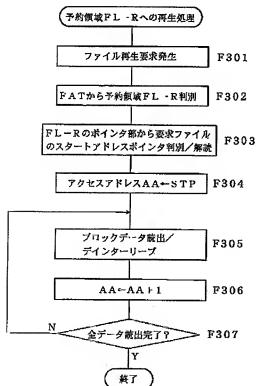 予約領域FL-Rへの再生処理
ファイル再生要求発生
F301
FATから予約領域FL-R判別
F302
FL-Rのポインタ部から要求ファイル
のスタートアドレスポインタ判別/解読
F303
アクセスアドレスAA←STP
F304
ブロックデータ読出/
デインターリーブ
F305
AA←AA+1
F306
N
全データ読出完了?
F307
Y
終了